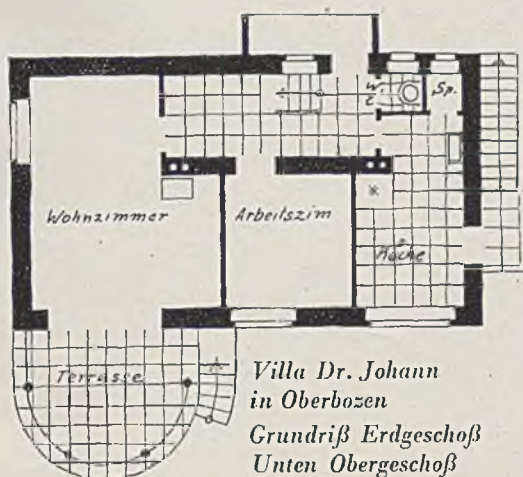 W
C
Sp.
Wohnzimmer
Arbeitszim
Küche
Terrasse
Villa Dr. Johann
in Oberbozen
Grundriß Erdgeschoß
Unten Obergeschoß